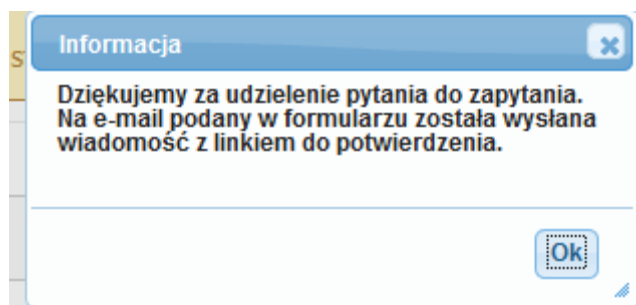 Informacja
Dziękujemy za udzielenie pytania do zapytania.
Na e-mail podany w formularzu została wysłana
wiadomość z linkiem do potwierdzenia.
Ok